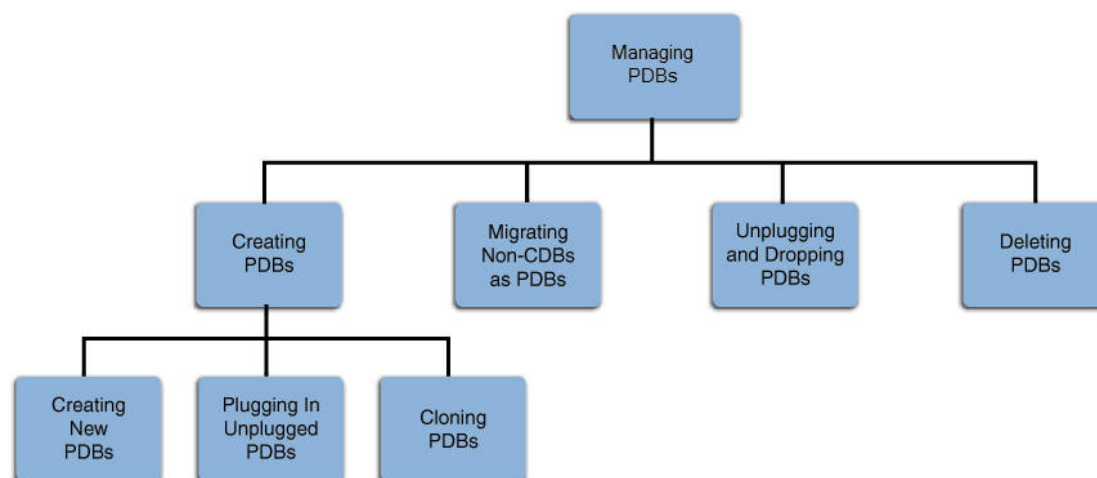 Managing
PDBs
Creating
PDBs
Migrating
Non-CDBs
as PDBs
Unplugging
and Dropping
PDBs
Deleting
PDBs
Creating
New
PDBs
Plugging In
Unplugged
PDBs
Cloning
PDBs